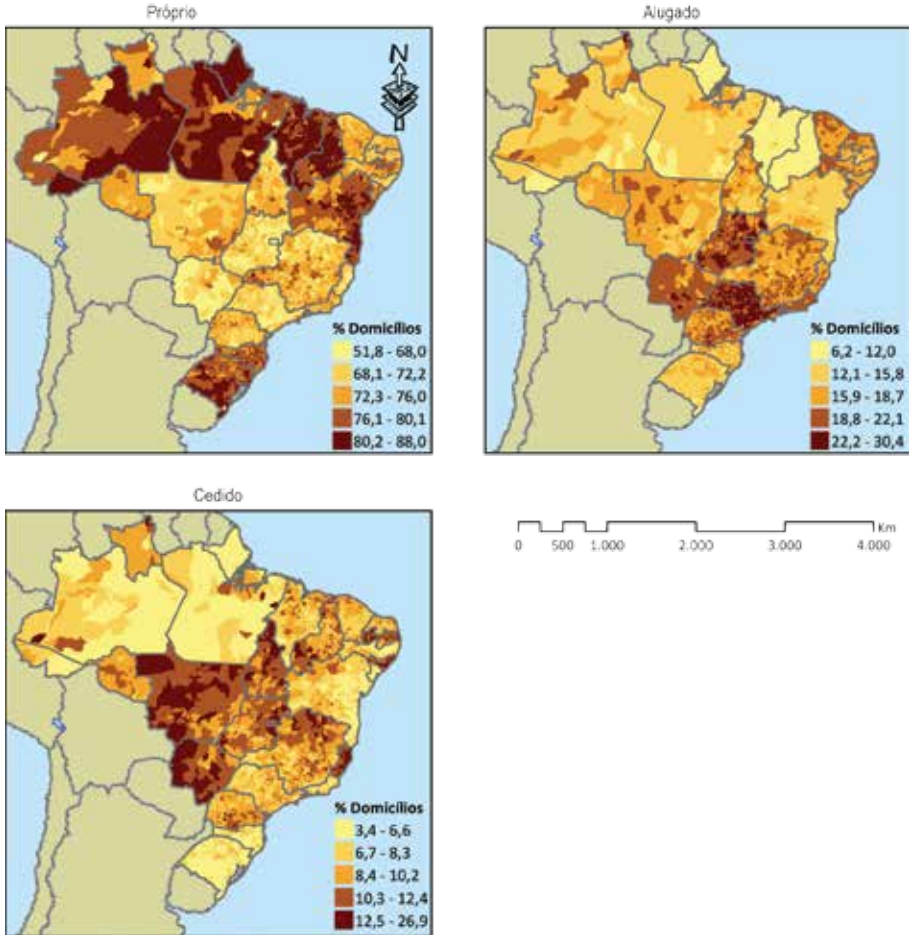 Próprio
N
% Domicílios
51,8 - 68,0
68,1 - 72,2
72,3 - 76,0
76,1 - 80,1
80,2 - 88,0
Alugado
% Domicílios
6,2 - 12,0
12,1 - 15,8
15,9 - 18,7
18,8 - 22,1
22,2 - 30,4
Cedido
% Domicílios
3,4 - 6,6
6,7 - 8,3
8,4 - 10,2
10,3 - 12,4
12,5 - 26,9
Km
0 500 1.000 2.000 3.000 4.000